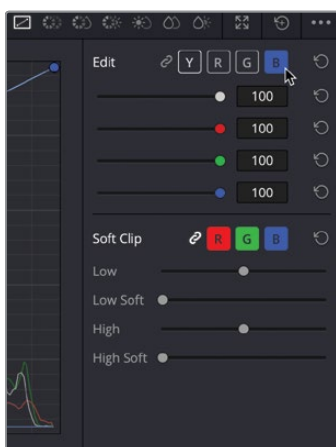 Edit Y R G B
100
100
100
100
Soft Clip R G B
Low
Low Soft
High
High Soft